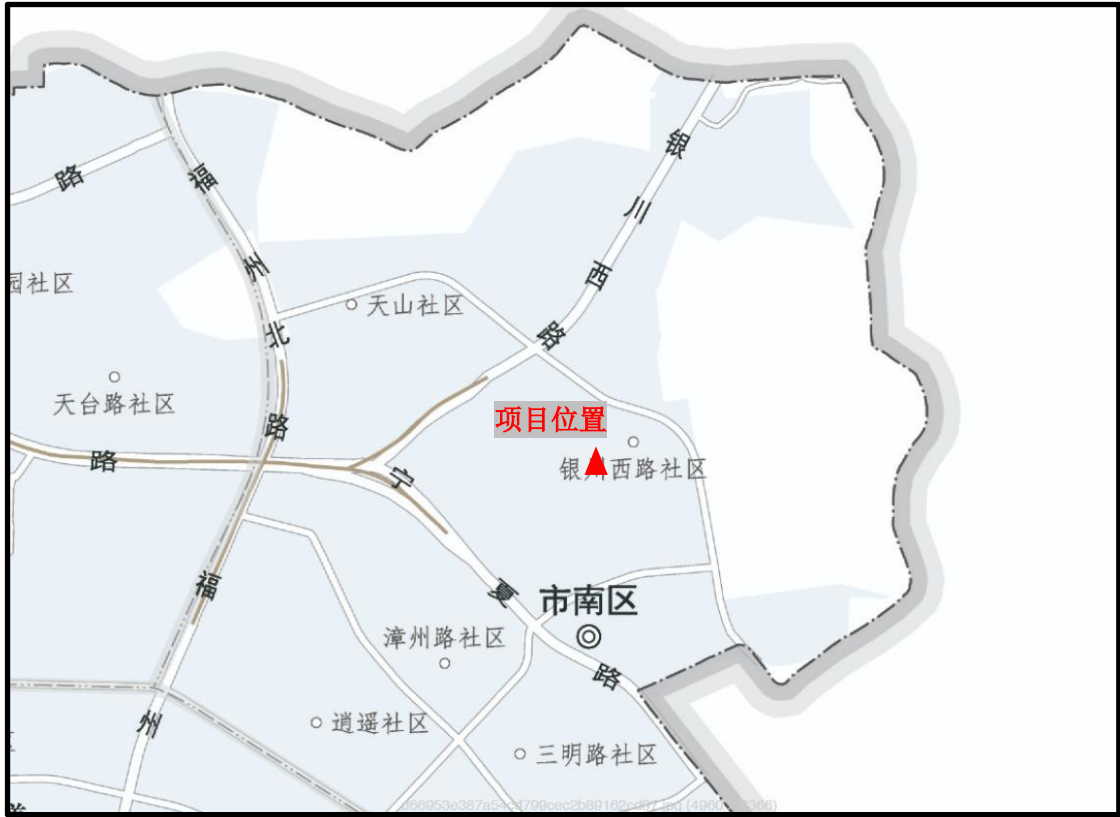 银川西路
福州北路
路
园社区
天山社区
天台路社区
项目位置
银川西路社区
路
宁夏路
市南区
福州
漳州路社区
逍遥社区
三明路社区